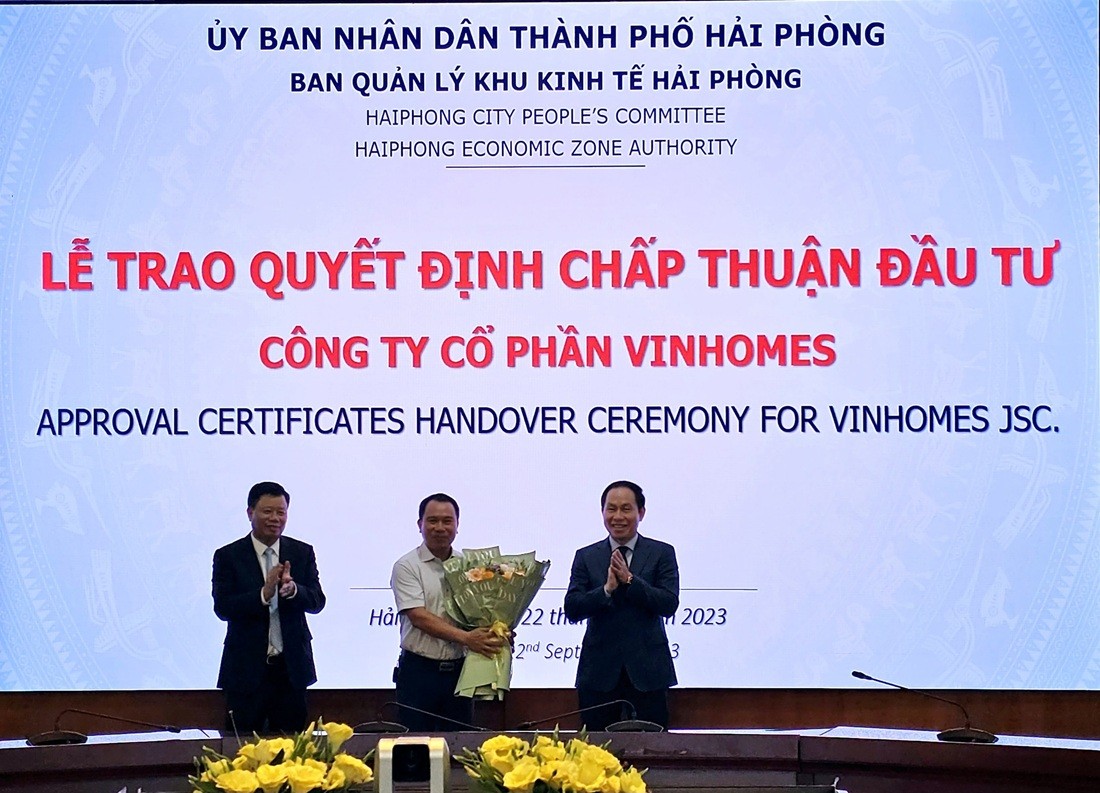 ỦY BAN NHÂN DÂN THÀNH PHỐ HẢI PHÒNG
BAN QUẢN LÝ KHU KINH TẾ HẢI PHÒNG
HAIPHONG CITY PEOPLE'S COMMITTEE
HAIPHONG ECONOMIC ZONE AUTHORITY
LỄ TRAO QUYẾT ĐỊNH CHẤP THUẬN ĐẦU TƯ
CÔNG TY CỔ PHẦN VINHOMES
APPROVAL CERTIFICATES HANDOVER CEREMONY FOR VINHOMES JSC.
22 2023